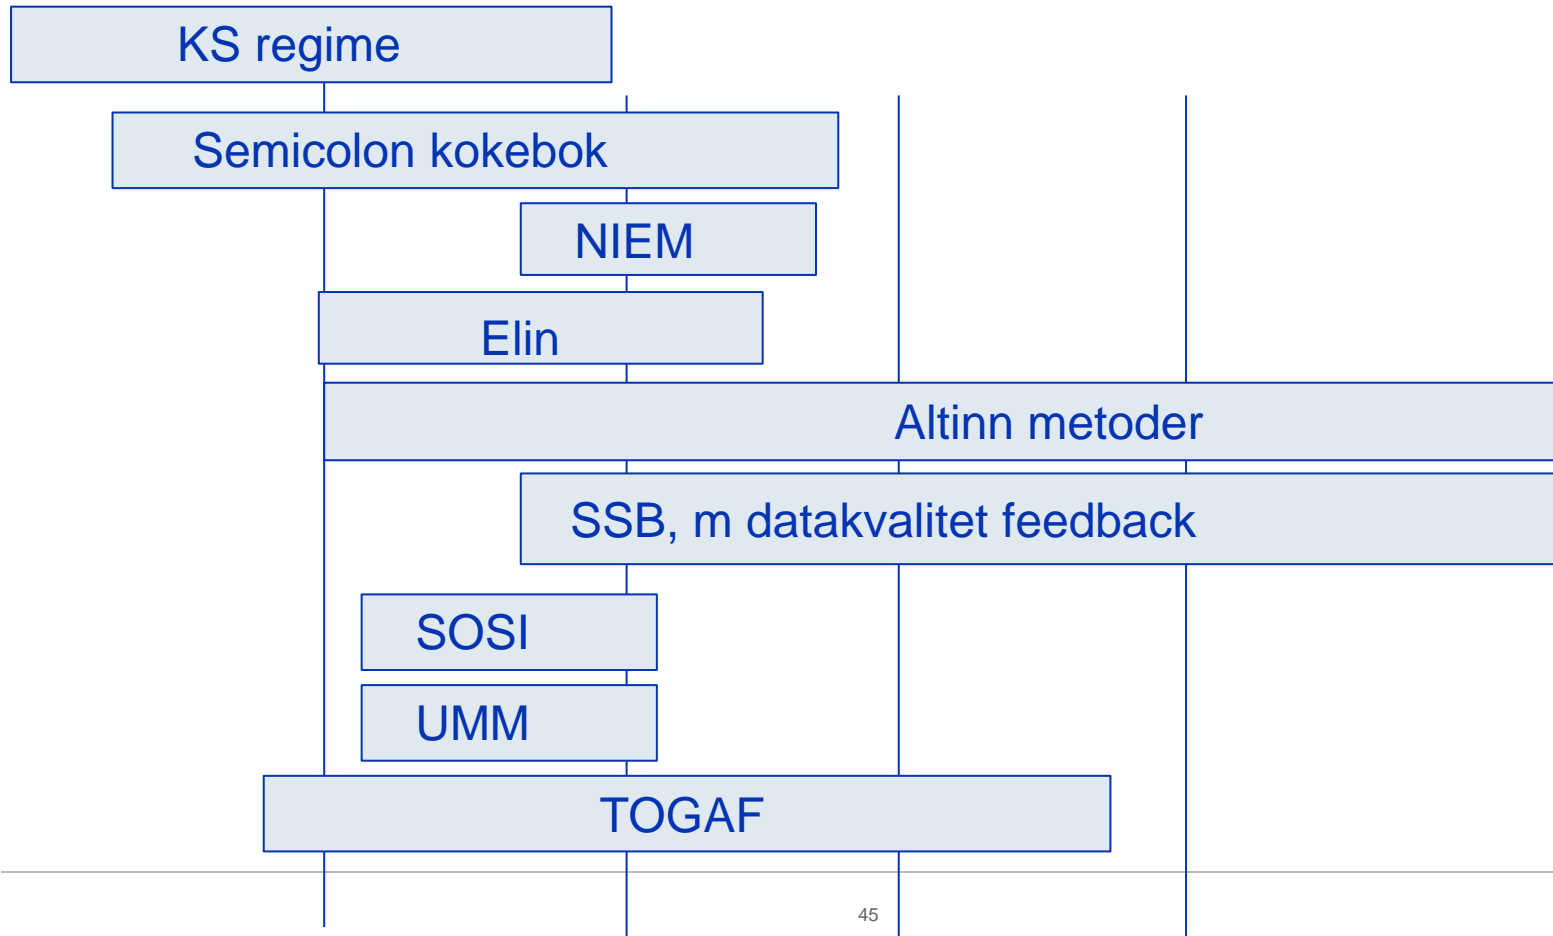 KS regime
Semicolon kokebok
NIEM
Elin
Altinn metoder
SSB, m datakvalitet feedback
SOSI
UMM
TOGAF
45